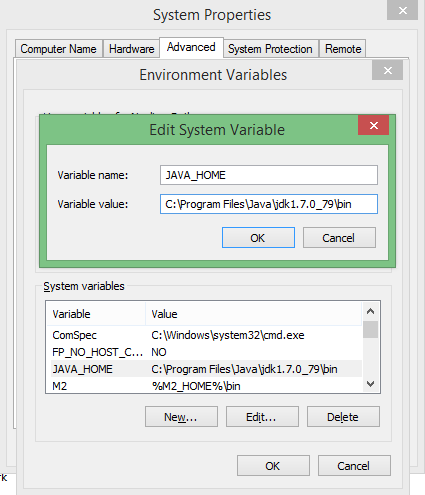 System Properties
Computer Name Hardware Advanced System Protection Remote
Environment Variables
Edit System Variable
Variable name: JAVA_HOME
Variable value: C:\Program Files\Java\jdk1.7.0_79\bin
OK Cancel
System variables
Variable Value
ComSpec C:\Windows\system32\cmd.exe
FP_NO_HOST_C... NO
JAVA_HOME C:\Program Files\Java\jdk1.7.0_79\bin
M2 %M2_HOME%\bin
New... Edit... Delete
OK Cancel